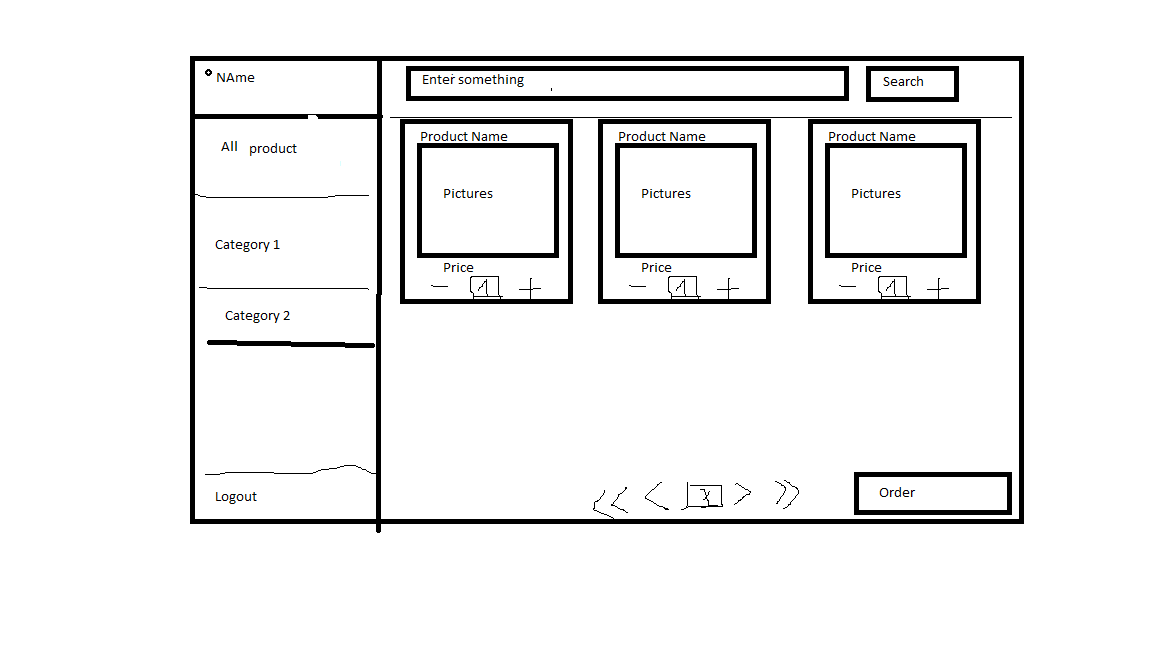 NAme
Enter something
Search
All product
Category 1
Category 2
Logout
Product Name
Pictures
Price
− 1 +
Product Name
Pictures
Price
− 1 +
Product Name
Pictures
Price
− 1 +
<< < > >>
Order